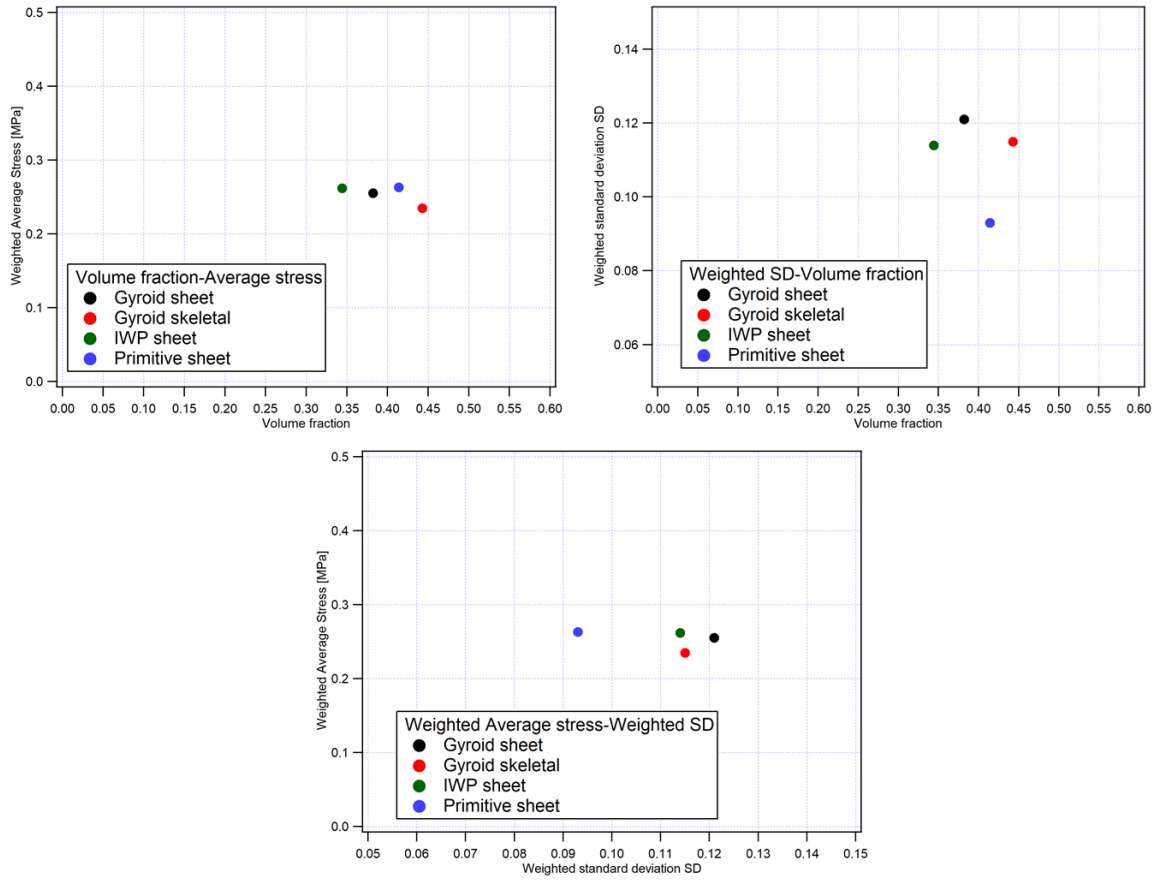 0.5
0.4
0.3
0.2
0.1
0.0
Weighted Average Stress [MPa]
Volume fraction-Average stress
Gyroid sheet
Gyroid skeletal
IWP sheet
Primitive sheet
0.00 0.05 0.10 0.15 0.20 0.25 0.30 0.35 0.40 0.45 0.50 0.55 0.60
Volume fraction
0.14
0.12
0.10
0.08
0.06
Weighted standard deviation SD
Weighted SD-Volume fraction
Gyroid sheet
Gyroid skeletal
IWP sheet
Primitive sheet
0.00 0.05 0.10 0.15 0.20 0.25 0.30 0.35 0.40 0.45 0.50 0.55 0.60
Volume fraction
0.5
0.4
0.3
0.2
0.1
0.0
Weighted Average Stress [MPa]
Weighted Average stress-Weighted SD
Gyroid sheet
Gyroid skeletal
IWP sheet
Primitive sheet
0.05 0.06 0.07 0.08 0.09 0.10 0.11 0.12 0.13 0.14 0.15
Weighted standard deviation SD